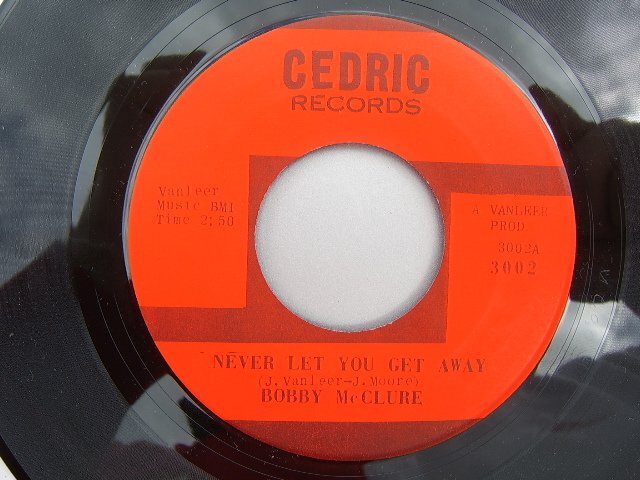 CEDRIC
RECORDS
Vanleer
Music BMI
Time 2;50
A VANLEER
PROD
3002A
3002
NEVER LET YOU GET AWAY
(J. Vanleer-J. Moore)
BOBBY McCLURE